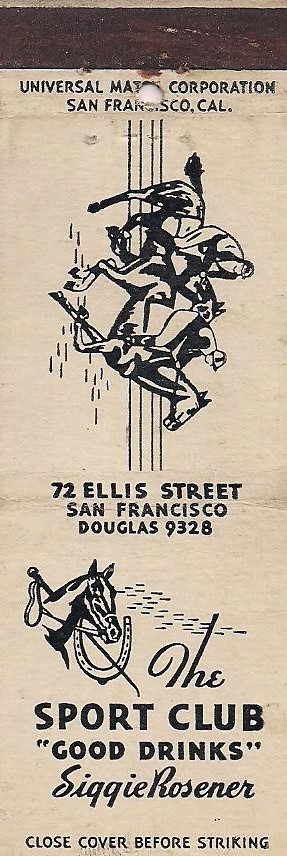 UNIVERSAL MATCH CORPORATION
SAN FRANCISCO, CAL.
72 ELLIS STREET
SAN FRANCISCO
DOUGLAS 9328
The
SPORT CLUB
"GOOD DRINKS"
Siggie Rosener
CLOSE COVER BEFORE STRIKING